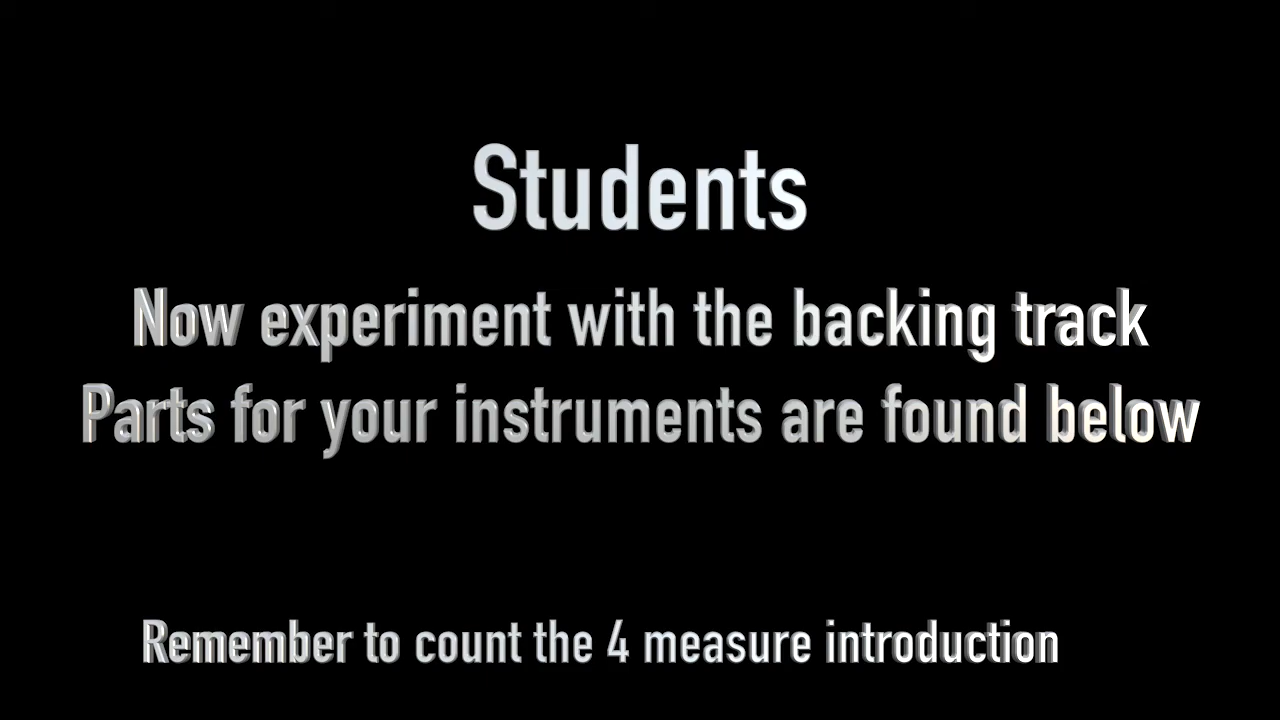 Students
Now experiment with the backing track
Parts for your instruments are found below
Remember to count the 4 measure introduction